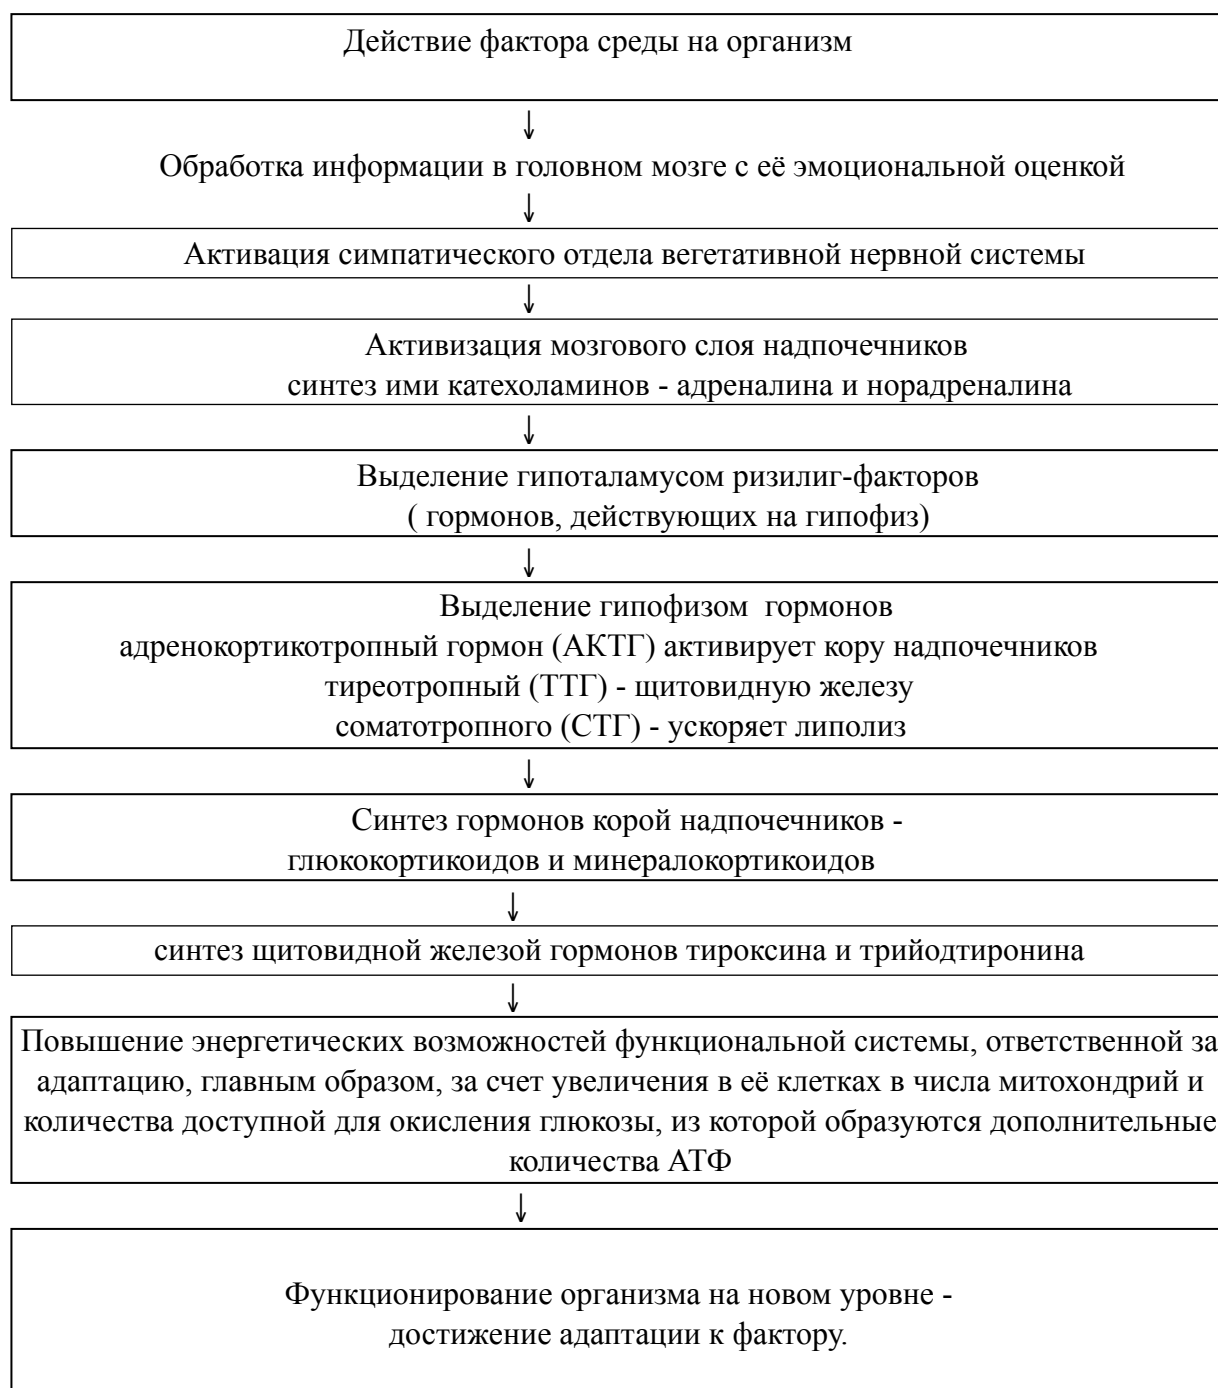 Действие фактора среды на организм
Обработка информации в головном мозге с её эмоциональной оценкой
Активация симпатического отдела вегетативной нервной системы
Активизация мозгового слоя надпочечников
синтез ими катехоламинов - адреналина и норадреналина
Выделение гипоталамусом ризилиг-факторов
( гормонов, действующих на гипофиз)
Выделение гипофизом гормонов
адренокортикотропный гормон (АКТГ) активирует кору надпочечников
тиреотропный (ТТГ) - щитовидную железу
соматотропного (СТГ) - ускоряет липолиз
Синтез гормонов корой надпочечников -
глюкокортикоидов и минералокортикоидов
синтез щитовидной железой гормонов тироксина и трийодтиронина
Повышение энергетических возможностей функциональной системы, ответственной за
адаптацию, главным образом, за счет увеличения в её клетках в числа митохондрий и
количества доступной для окисления глюкозы, из которой образуются дополнительные
количества АТФ
Функционирование организма на новом уровне -
достижение адаптации к фактору.